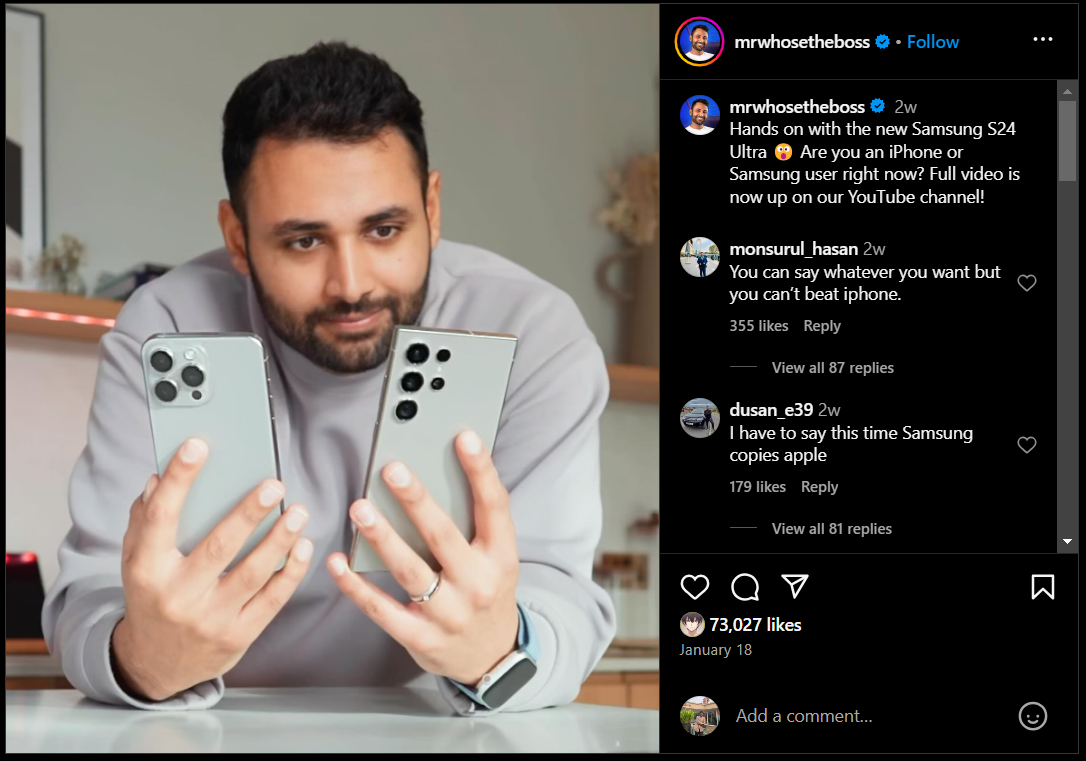 mrwhosetheboss • Follow
mrwhosetheboss 2w
Hands on with the new Samsung S24
Ultra 😲 Are you an iPhone or
Samsung user right now? Full video is
now up on our YouTube channel!
monsurul_hasan 2w
You can say whatever you want but
you can’t beat iphone.
355 likes Reply
View all 87 replies
dusan_e39 2w
I have to say this time Samsung
copies apple
179 likes Reply
View all 81 replies
73,027 likes
January 18
Add a comment...